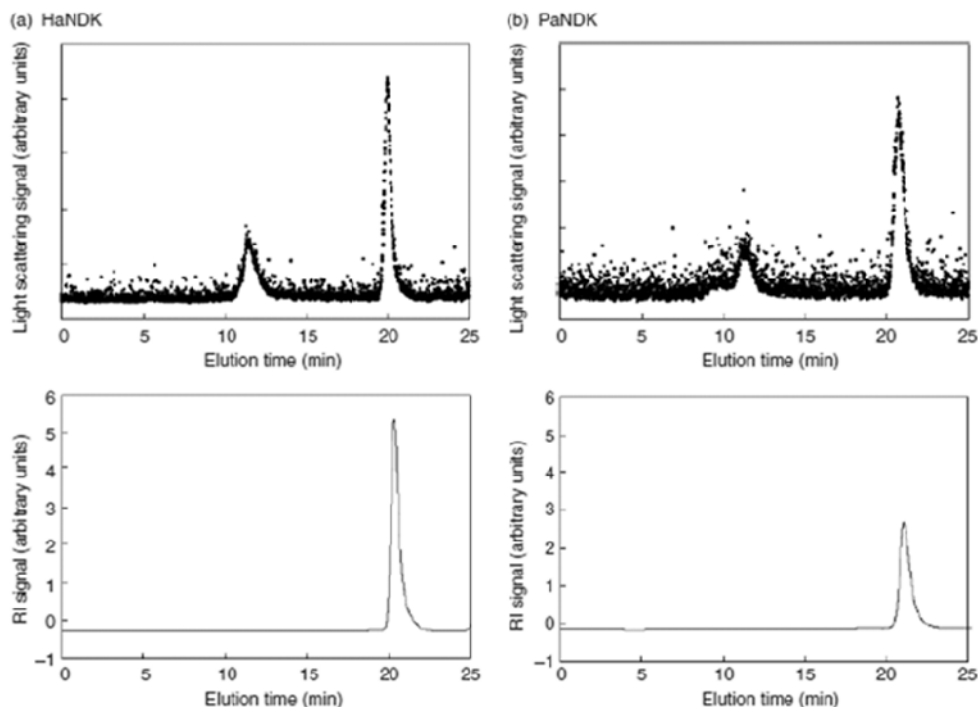 (a) HaNDK
Light scattering signal (arbitrary units)
0 5 10 15 20 25
Elution time (min)
(b) PaNDK
Light scattering signal (arbitrary units)
0 5 10 15 20 25
Elution time (min)
RI signal (arbitrary units)
6
5
4
3
2
1
0
–1
0 5 10 15 20 25
Elution time (min)
RI signal (arbitrary units)
6
5
4
3
2
1
0
–1
0 5 10 15 20 25
Elution time (min)